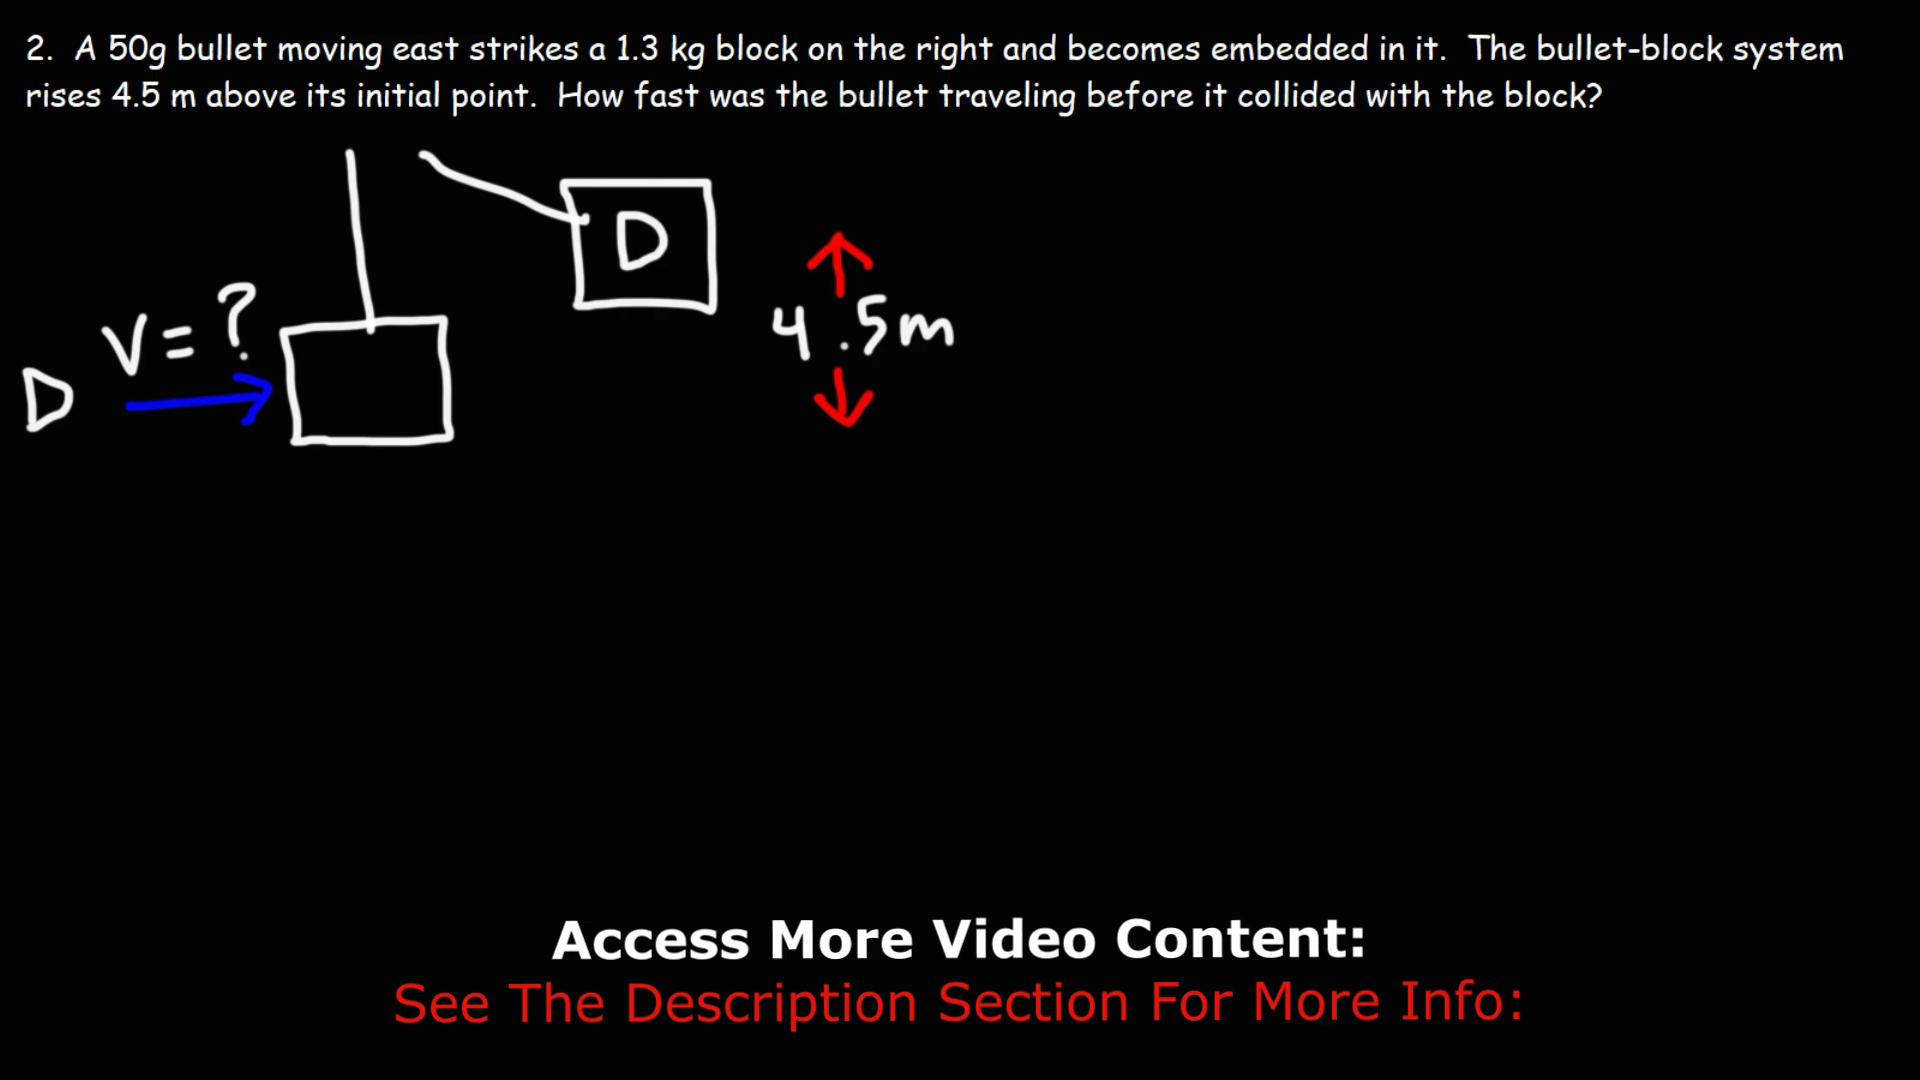 2. A 50g bullet moving east strikes a 1.3 kg block on the right and becomes embedded in it. The bullet-block system
rises 4.5 m above its initial point. How fast was the bullet traveling before it collided with the block?
D
V=?
4.5m
D
Access More Video Content:
See The Description Section For More Info: